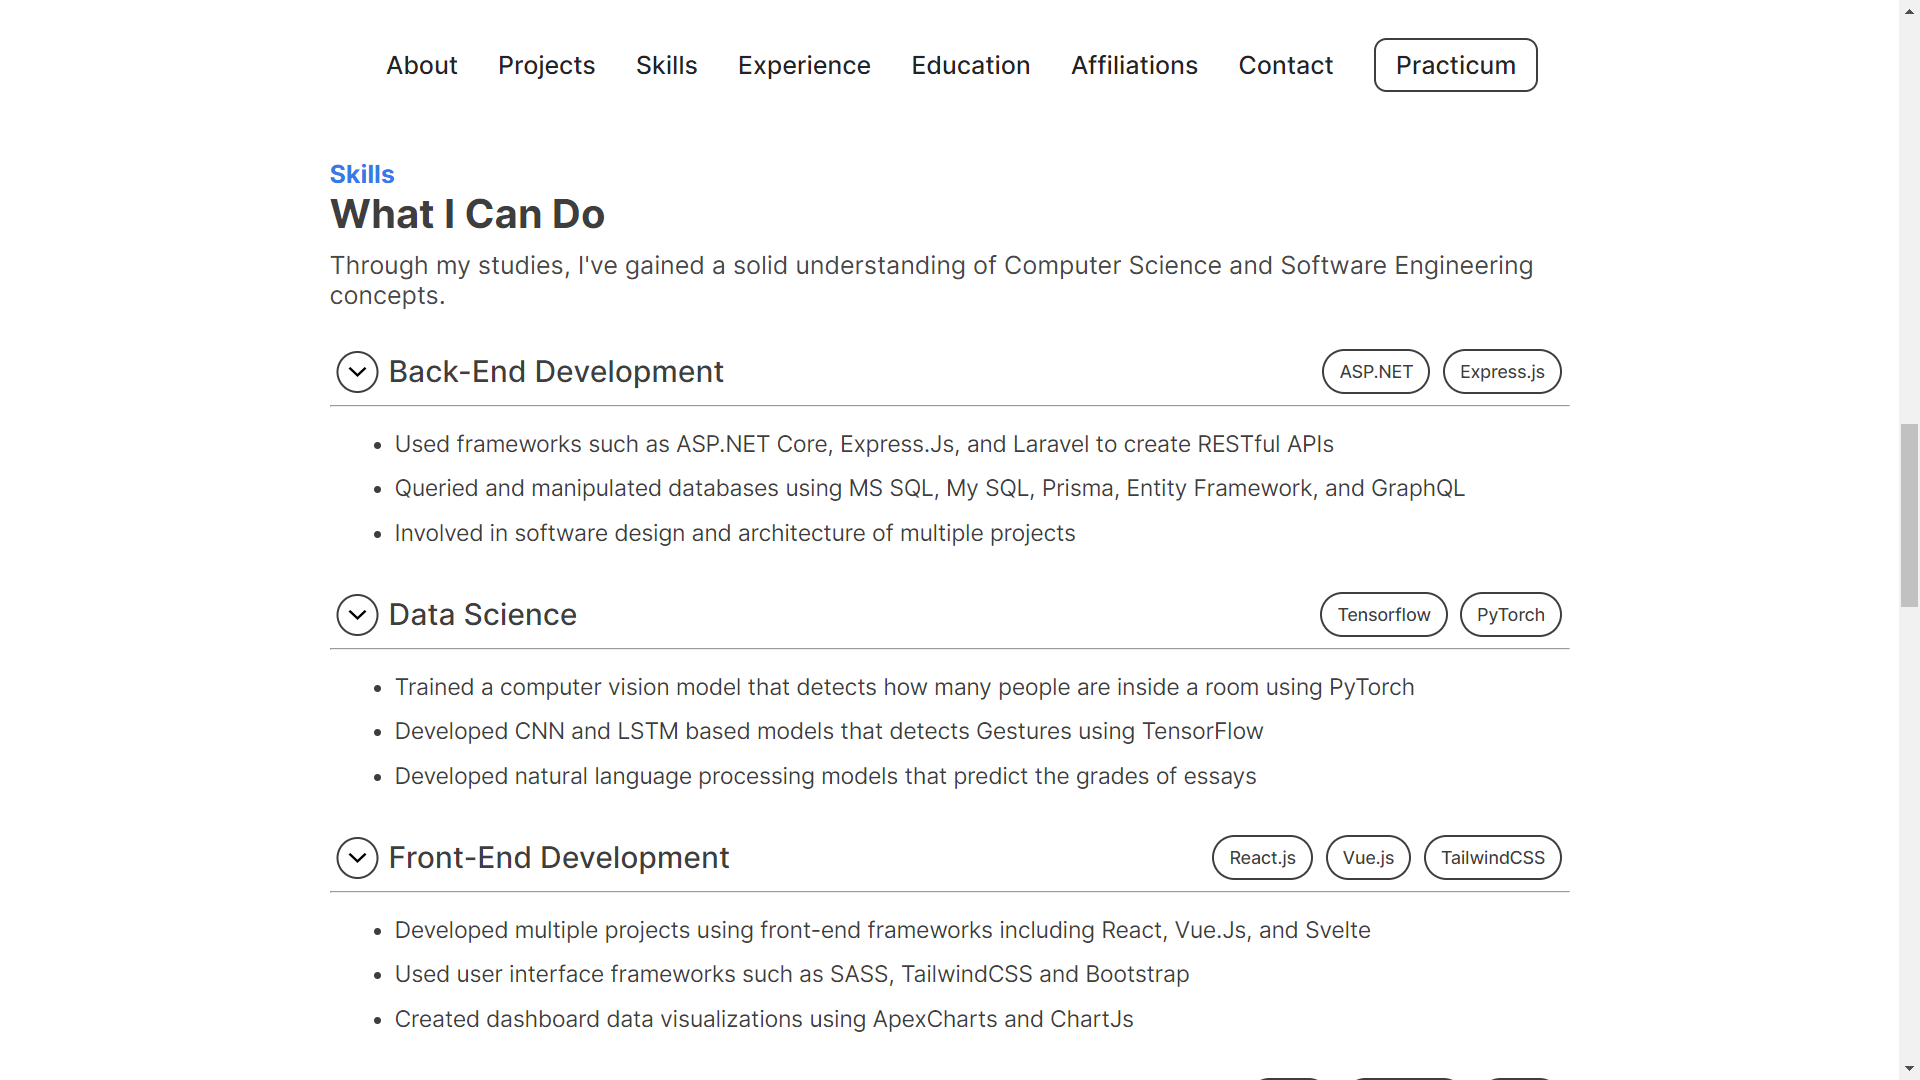 About Projects Skills Experience Education Affiliations Contact Practicum
Skills
What I Can Do
Through my studies, I've gained a solid understanding of Computer Science and Software Engineering
concepts.
Back-End Development ASP.NET Express.js
• Used frameworks such as ASP.NET Core, Express.Js, and Laravel to create RESTful APIs
• Queried and manipulated databases using MS SQL, My SQL, Prisma, Entity Framework, and GraphQL
• Involved in software design and architecture of multiple projects
Data Science Tensorflow PyTorch
• Trained a computer vision model that detects how many people are inside a room using PyTorch
• Developed CNN and LSTM based models that detects Gestures using TensorFlow
• Developed natural language processing models that predict the grades of essays
Front-End Development React.js Vue.js TailwindCSS
• Developed multiple projects using front-end frameworks including React, Vue.Js, and Svelte
• Used user interface frameworks such as SASS, TailwindCSS and Bootstrap
• Created dashboard data visualizations using ApexCharts and ChartJs